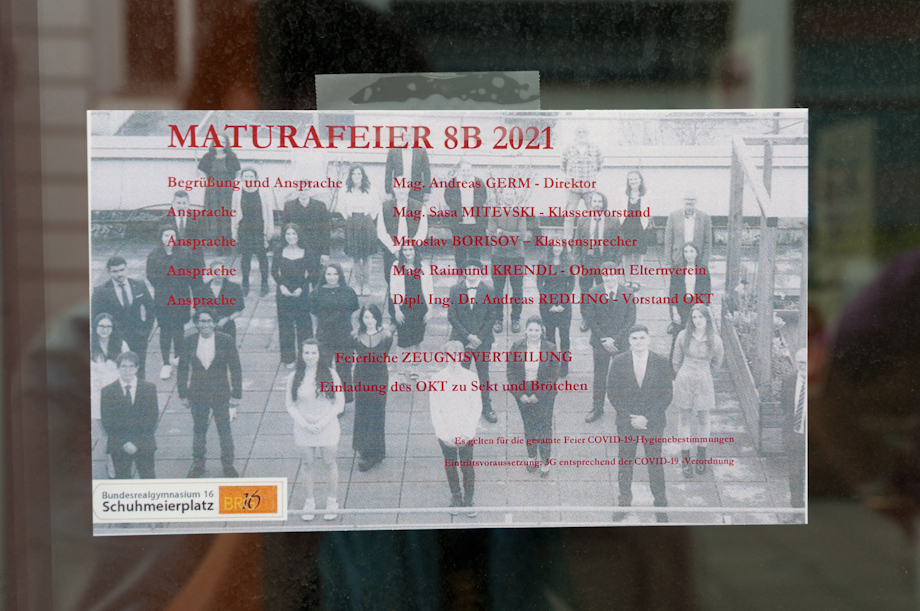 MATURAFEIER 8B 2021
Begrüßung und Ansprache Mag. Andreas GERM - Direktor
Ansprache Mag. Sasa MITEVSKI - Klassenvorstand
Ansprache Miroslav BORISOV – Klassensprecher
Ansprache Mag. Raimund KRENDL - Obmann Elternverein
Ansprache Dipl. Ing. Dr. Andreas REDLING - Vorstand OKT
Feierliche ZEUGNISVERTEILUNG
Einladung des OKT zu Sekt und Brötchen
Es gelten für die gesamte Feier COVID-19-Hygienebestimmungen
Eintrittsvoraussetzung: 3G entsprechend der COVID-19 -Verordnung
Bundesrealgymnasium 16
Schuhmeierplatz
BRG 16